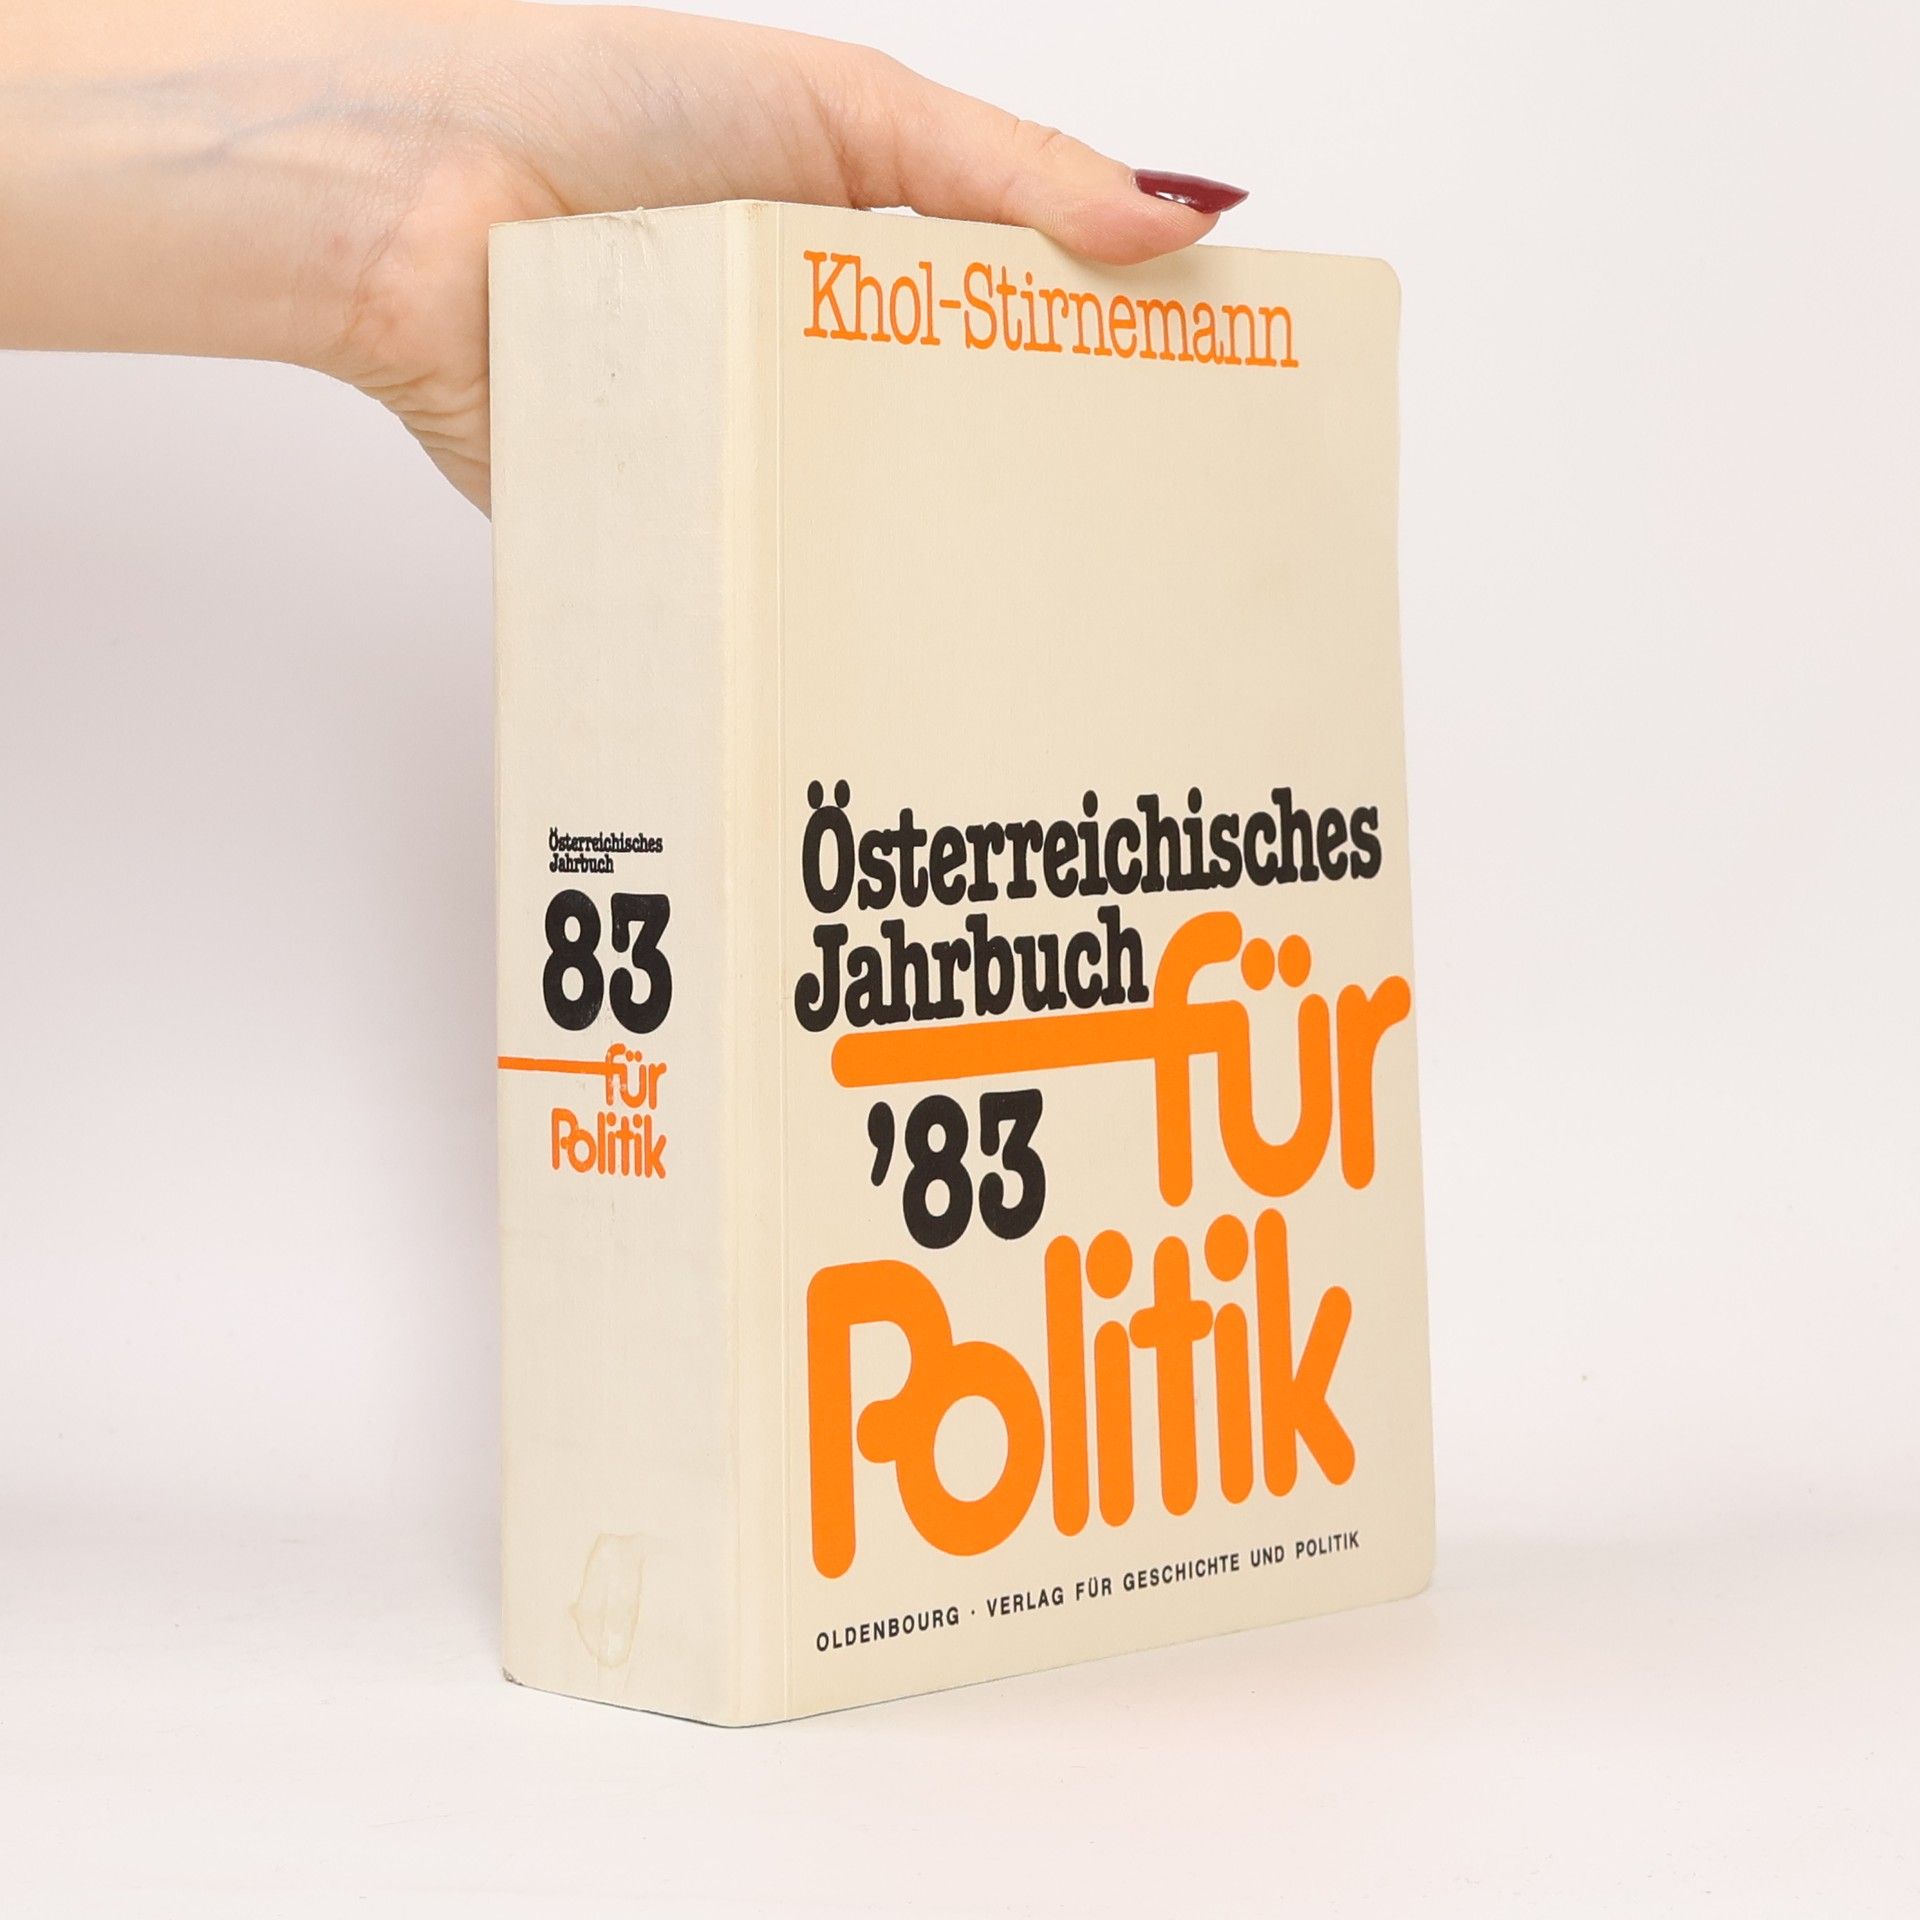 Khol-Stirnemann
Österreichisches
Jahrbuch für
'83
Politik
OLDENBOURG · VERLAG FÜR GESCHICHTE UND POLITIK
Österreichisches
Jahrbuch
83
für
Politik